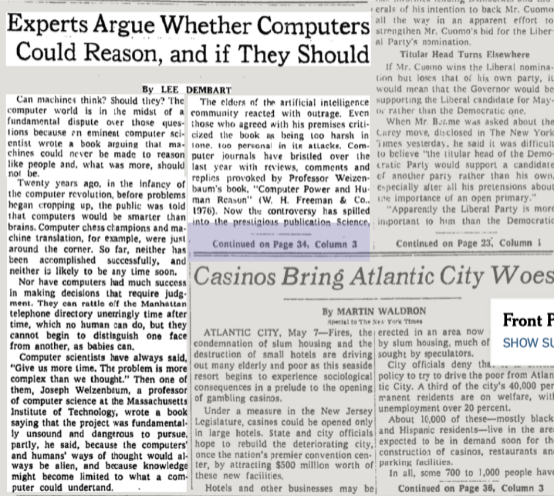 Experts Argue Whether Computers
Could Reason, and if They Should
By LEE DEMBART
Can machines think? Should they? The
computer world is in the midst of a
fundamental dispute over those ques-
tions because an eminent computer sci-
entist wrote a book arguing that ma-
chines could never be made to reason
like people and, what was more, should
not be.
Twenty years ago, in the infancy of
the computer revolution, before problems
began cropping up, the public was told
that computers would be smarter than
brains. Computer chess champions and ma-
chine translation, for example, were just
around the corner. So far, neither has
been accomplished successfully, and
neither is likely to be any time soon.
Nor have computers had much success
in making decisions that require judg-
ment. They can rattle off the Manhattan
telephone directory unerringly time after
time, which no human can do, but they
cannot begin to distinguish one face
from another, as babies can.
Computer scientists have always said,
"Give us more time. The problem is more
complex than we thought." Then one of
them, Joseph Weizenbaum, a professor
of computer science at the Massachusetts
Institute of Technology, wrote a book
saying that the project was fundamental-
ly unsound and dangerous to pursue,
partly, he said, because the computers'
and humans' ways of thought would al-
ways be alien, and because knowledge
might become limited to what a com-
puter could understand.
The elders of the artificial intelligence
community reacted with outrage. Even
those who agreed with his premises criti-
cized the book as being too harsh in
tone, too personal in its attacks. Com-
puter journals have bristled over the
last year with reviews, comments and
replies provoked by Professor Weizen-
baum's book, "Computer Power and Hu-
man Reason" (W. H. Freeman & Co.,
1976). Now the controversy has spilled
into the prestigious publication Science,
Continued on Page 34, Column 3
erals of his intention to back Mr. Cuomo
all the way in an apparent effort to
strengthen Mr. Cuomo's bid for the Liber-
al Party's nomination.
Titular Head Turns Elsewhere
If Mr. Cuomo wins the Liberal nomina-
tion but loses that of his own party, it
would mean that the Governor would be
supporting the Liberal candidate for May-
or rather than the Democratic one.
When Mr. Burme was asked about the
Carey move, disclosed in The New York
Times yesterday, he said it was difficult
to believe "the titular head of the Demo-
cratic Party would support a candidate
of another party rather than his own,
especially after all his pretensions about
the importance of an open primary."
"Apparently the Liberal Party is more
important to him than the Democratic
Continued on Page 23, Column 1
Casinos Bring Atlantic City Woes
By MARTIN WALDRON
Special to The New York Times
ATLANTIC CITY, May 7—Fires, the
condemnation of slum housing and the
destruction of small hotels are driving
out many elderly and poor as this seaside
resort begins to experience sociological
consequences in a prelude to the opening
of gambling casinos.
Under a measure in the New Jersey
Legislature, casinos could be opened only
in large hotels. State and city officials
hope to rebuild the deteriorating city,
once the nation's premier convention cen-
ter, by attracting $500 million worth of
these new facilities.
Hotels and other businesses may be
erected in an area now
by slum housing, much of
sought by speculators.
City officials deny tha
policy to try to drive the poor from Atlan
tic City. A third of the city's 40,000 per
manent residents are on welfare, with
unemployment over 20 percent.
About 10,000 of these—mostly black
and Hispanic residents—live in the are
expected to be in demand soon for the
construction of casinos, restaurants an
parking facilities.
In all, some 700 to 1,000 people hav
Continued on Page 38, Column 3
Front P
SHOW SU